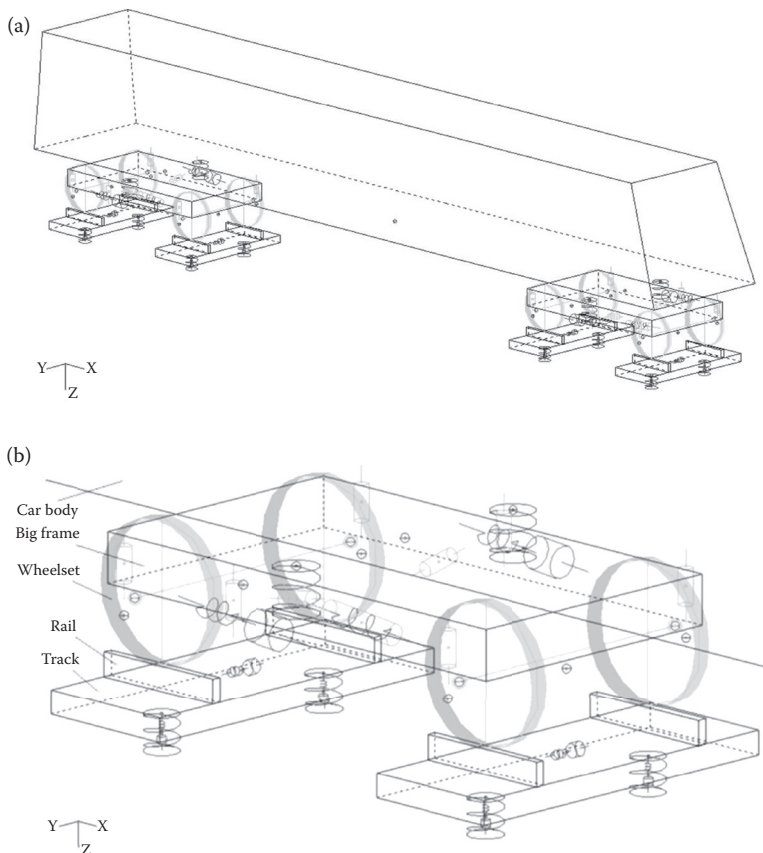 (a)
Y X
Z
(b)
Car body
Big frame
Wheelset
Rail
Track
Y X
Z